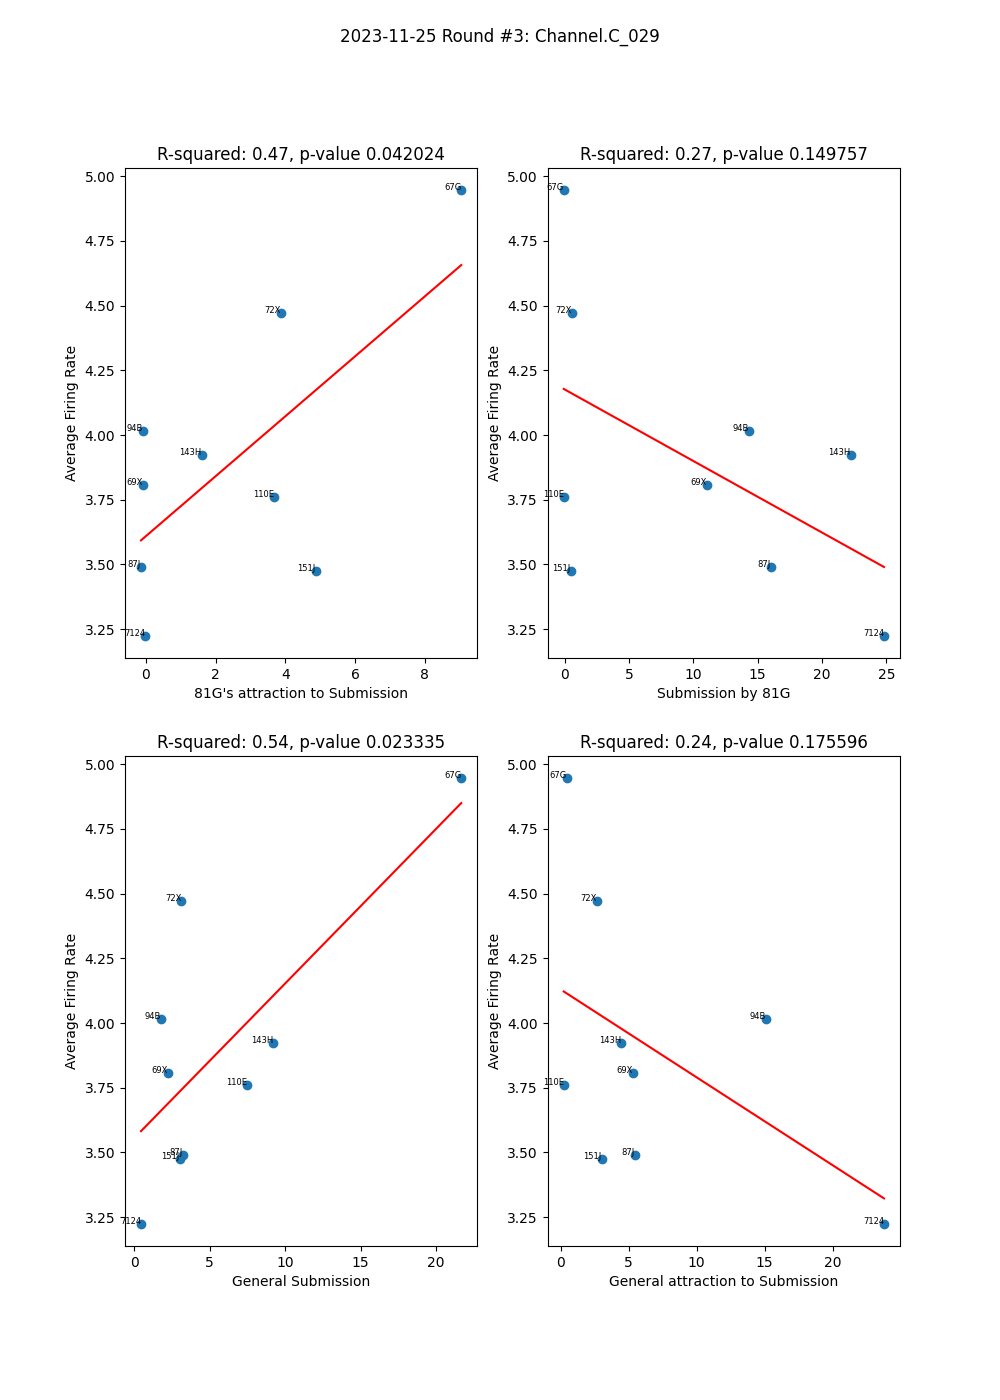 2023-11-25 Round #3: Channel.C_029
R-squared: 0.47, p-value 0.042024
5.00
4.75
4.50
4.25
4.00
3.75
3.50
3.25
Average Firing Rate
67G
72X
94B
143H
69X
110E
87J
151J
7124
0 2 4 6 8
81G's attraction to Submission
R-squared: 0.27, p-value 0.149757
5.00
4.75
4.50
4.25
4.00
3.75
3.50
3.25
Average Firing Rate
67G
72X
94B
143H
69X
110E
151J
87J
7124
0 5 10 15 20 25
Submission by 81G
R-squared: 0.54, p-value 0.023335
5.00
4.75
4.50
4.25
4.00
3.75
3.50
3.25
Average Firing Rate
67G
72X
94B
143H
69X
110E
87J
151J
7124
0 5 10 15 20
General Submission
R-squared: 0.24, p-value 0.175596
5.00
4.75
4.50
4.25
4.00
3.75
3.50
3.25
Average Firing Rate
67G
72X
94B
143H
69X
110E
87J
151J
7124
0 5 10 15 20
General attraction to Submission